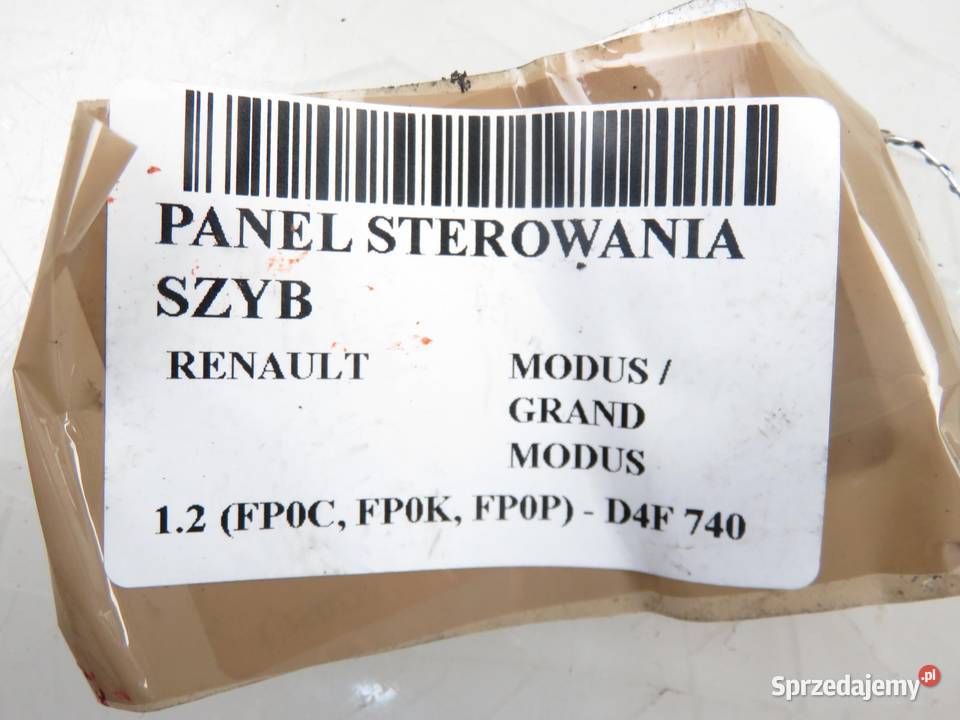 PANEL STEROWANIA
SZYB
RENAULT MODUS /
GRAND
MODUS
1.2 (FP0C, FP0K, FP0P) - D4F 740
Sprzedajemy.pl